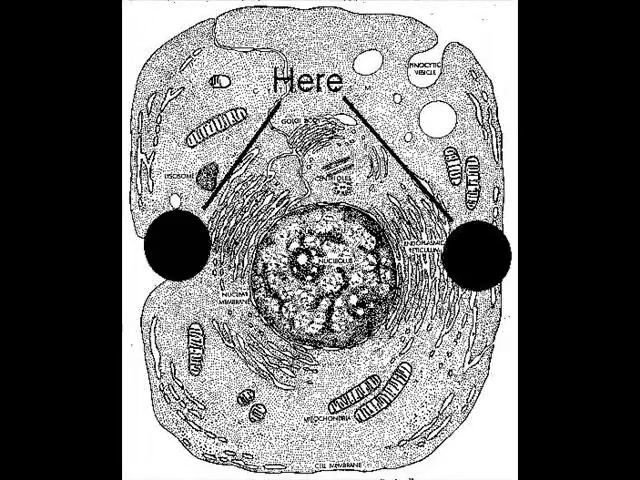 PINOCYTIC
VESICLE
Here
GOLGI BODY
LYSOSOME
CENTRIOLES
ENDOPLASMIC
RETICULUM
NUCLEOLUS
NUCLEAR
MEMBRANE
MITOCHONDRIA
CELL MEMBRANE